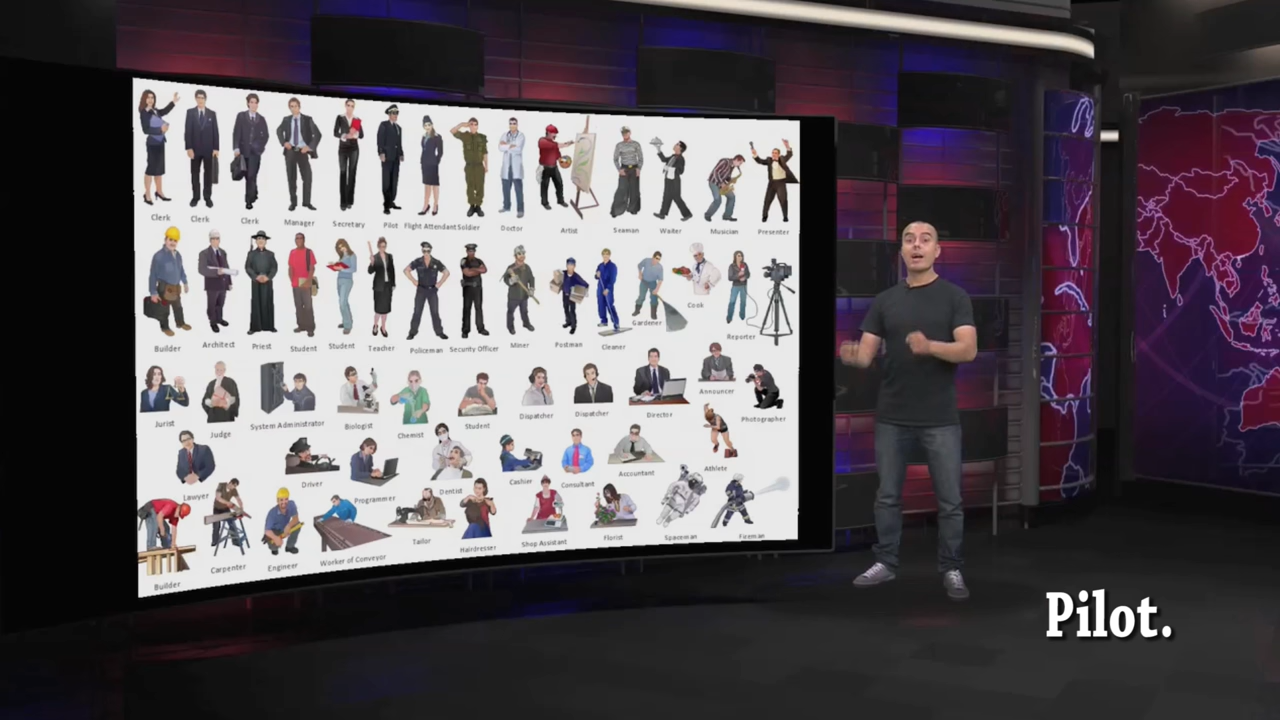 Clerk Clerk Clerk Manager Secretary Pilot Flight Attendant Soldier Doctor Artist Seaman Waiter Musician Presenter
Builder Architect Priest Student Student Teacher Policeman Security Officer Miner Postman Cleaner Gardener Cook Reporter
Jurist Judge System Administrator Biologist Chemist Student Dispatcher Dispatcher Director Announcer Photographer
Lawyer Driver Programmer Dentist Cashier Consultant Accountant Athlete
Builder Carpenter Engineer Worker of Conveyor Tailor Hairdresser Shop Assistant Florist Spaceman Fireman
Pilot.